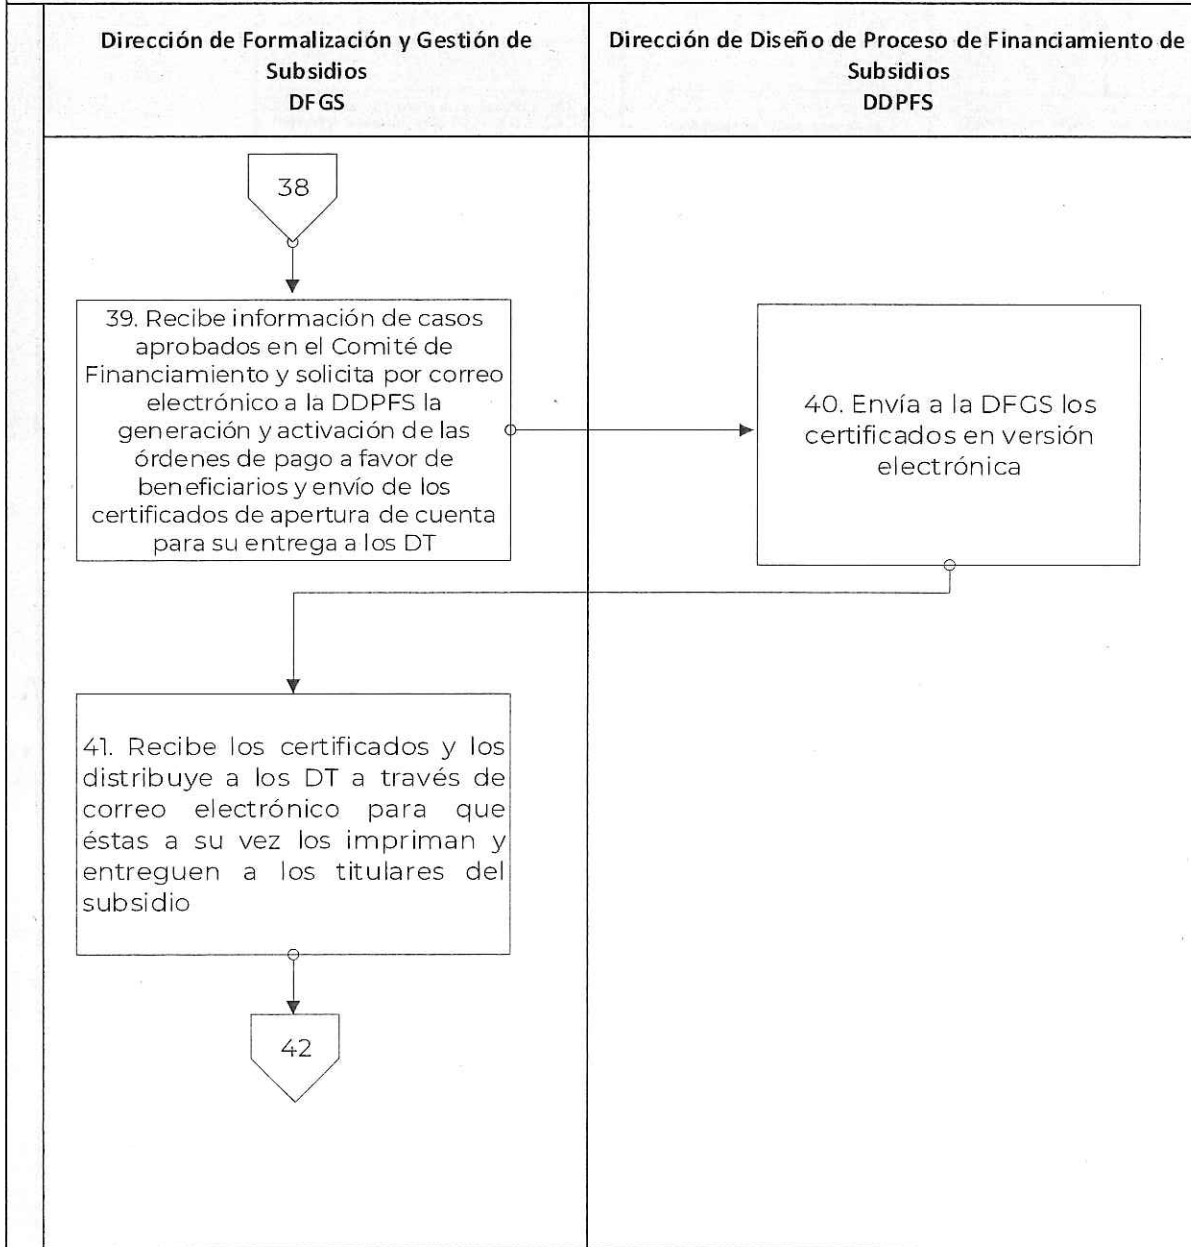 Dirección de Formalización y Gestión de
Subsidios
DFGS
Dirección de Diseño de Proceso de Financiamiento de
Subsidios
DDPFS
38
39. Recibe información de casos
aprobados en el Comité de
Financiamiento y solicita por correo
electrónico a la DDPFS la
generación y activación de las
órdenes de pago a favor de
beneficiarios y envío de los
certificados de apertura de cuenta
para su entrega a los DT
40. Envía a la DFGS los
certificados en versión
electrónica
41. Recibe los certificados y los
distribuye a los DT a través de
correo electrónico para que
éstas a su vez los impriman y
entreguen a los titulares del
subsidio
42